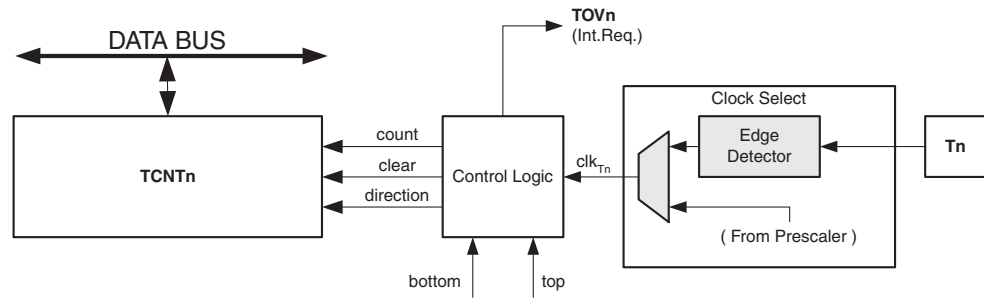 TOVn
(Int.Req.)
DATA BUS
Clock Select
count
Edge
Detector
Tn
TCNTn
clear
Control Logic
clkTn
direction
( From Prescaler )
bottom
top